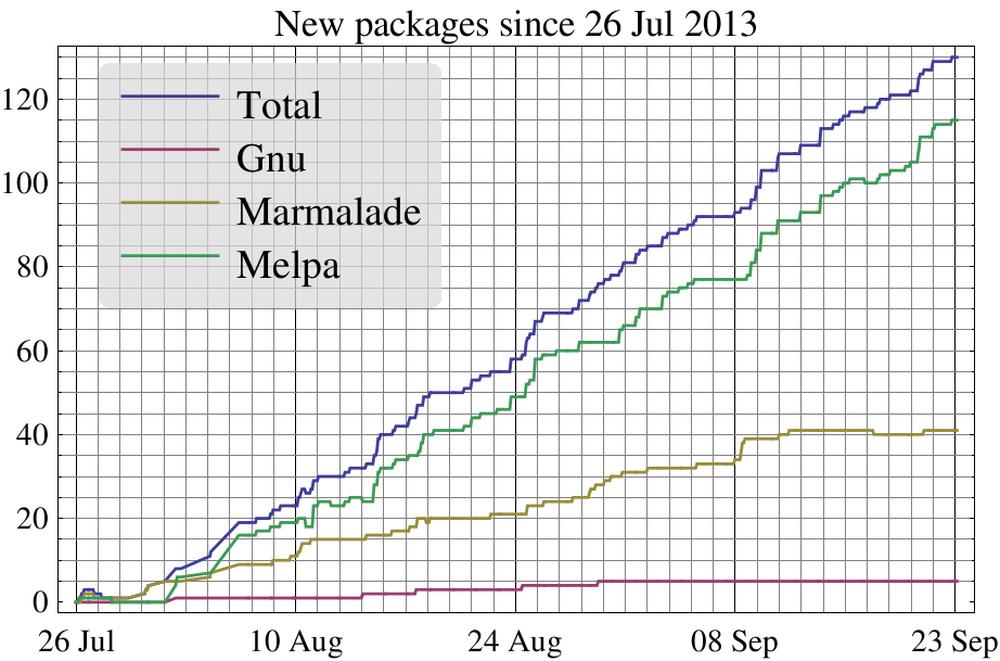 New packages since 26 Jul 2013
120
100
80
60
40
20
0
Total
Gnu
Marmalade
Melpa
26 Jul 10 Aug 24 Aug 08 Sep 23 Sep